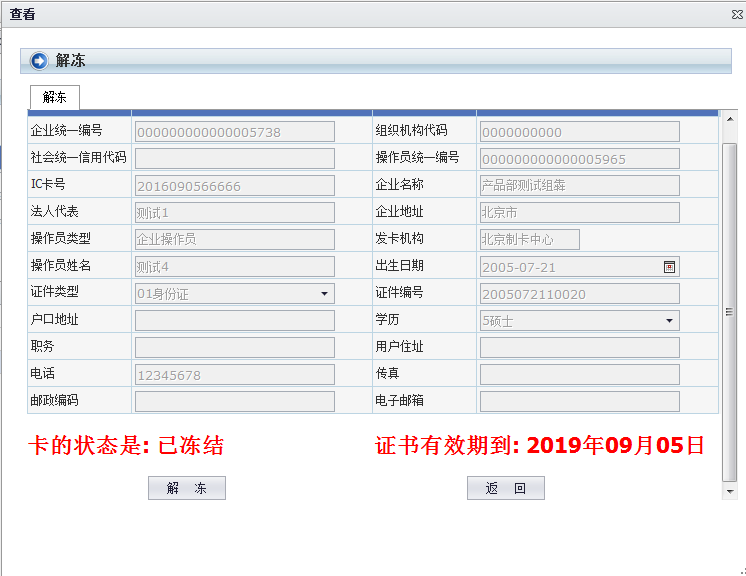 查看
解冻
解冻
企业统一编号 000000000000005738 组织机构代码 0000000000
社会统一信用代码 操作员统一编号 000000000000005965
IC卡号 2016090566666 企业名称 产品部测试组犇
法人代表 测试1 企业地址 北京市
操作员类型 企业操作员 发卡机构 北京制卡中心
操作员姓名 测试4 出生日期 2005-07-21
证件类型 01身份证 证件编号 2005072110020
户口地址 学历 5硕士
职务 用户住址
电话 12345678 传真
邮政编码 电子邮箱
卡的状态是: 已冻结 证书有效期到: 2019年09月05日
解 冻 返 回